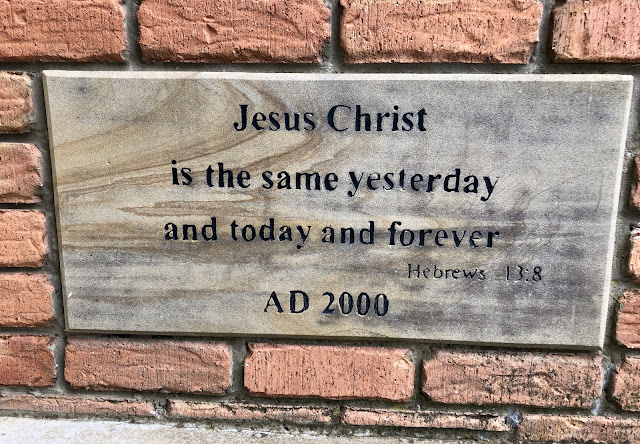 Jesus Christ
is the same yesterday
and today and forever
Hebrews 13:8
AD 2000